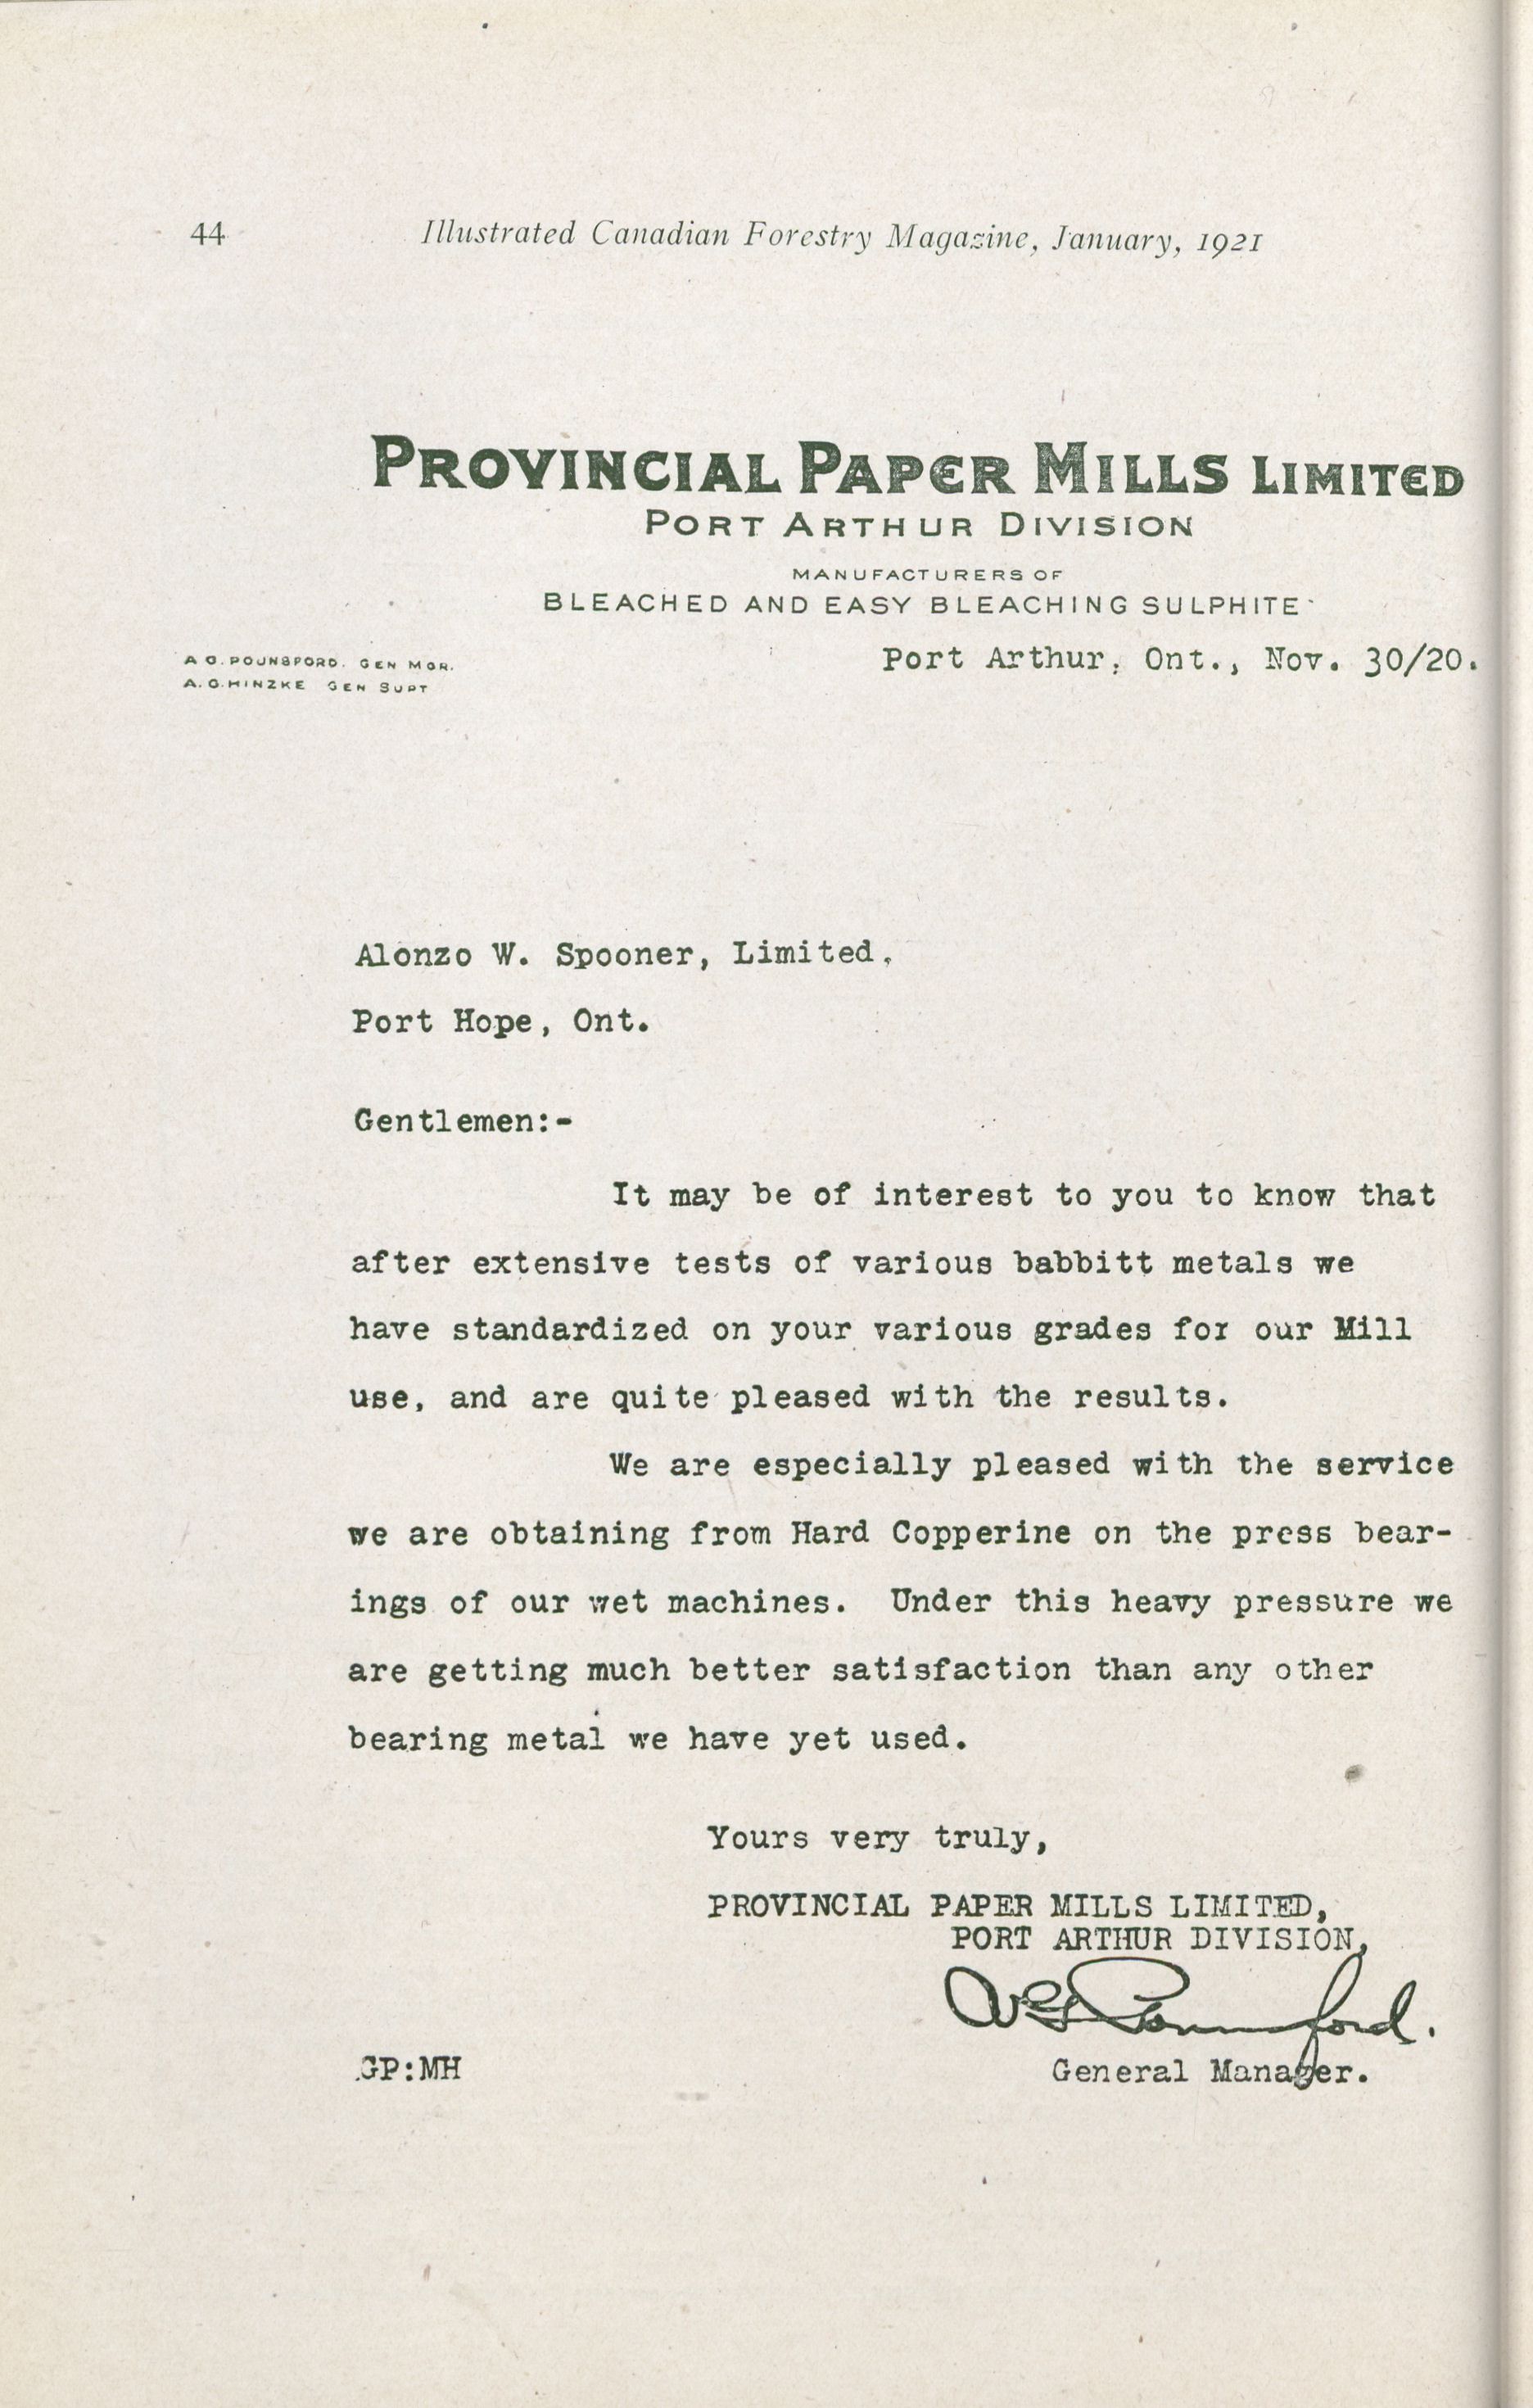 44
Illustrated Canadian Forestry Magazine, January, 1921
PROVINCIAL PAPER MILLS LIMITED
PORT ARTHUR DIVISION
MANUFACTURERS OF
BLEACHED AND EASY BLEACHING SULPHITE
A G. POUNSFORD. GEN MGR.
A. G. HINZKE GEN SUPT
Port Arthur, Ont., Nov. 30/20.
Alonzo W. Spooner, Limited,
Port Hope, Ont.
Gentlemen:-
It may be of interest to you to know that
after extensive tests of various babbitt metals we
have standardized on your various grades for our Mill
use, and are quite pleased with the results.
We are especially pleased with the service
we are obtaining from Hard Copperine on the press bear-
ings of our wet machines. Under this heavy pressure we
are getting much better satisfaction than any other
bearing metal we have yet used.
Yours very truly,
PROVINCIAL PAPER MILLS LIMITED,
PORT ARTHUR DIVISION,
A G Pounsford.
GP:MH
General Manager.